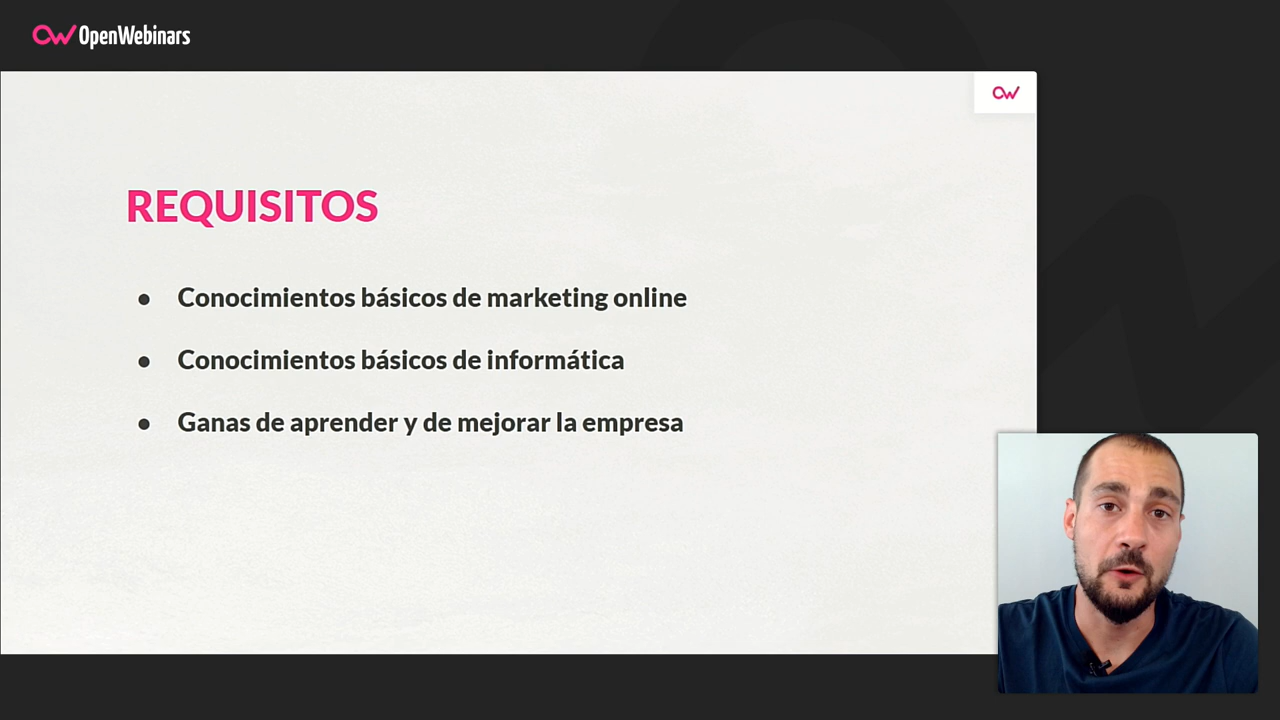 OW OpenWebinars
OW
REQUISITOS
● Conocimientos básicos de marketing online
● Conocimientos básicos de informática
● Ganas de aprender y de mejorar la empresa